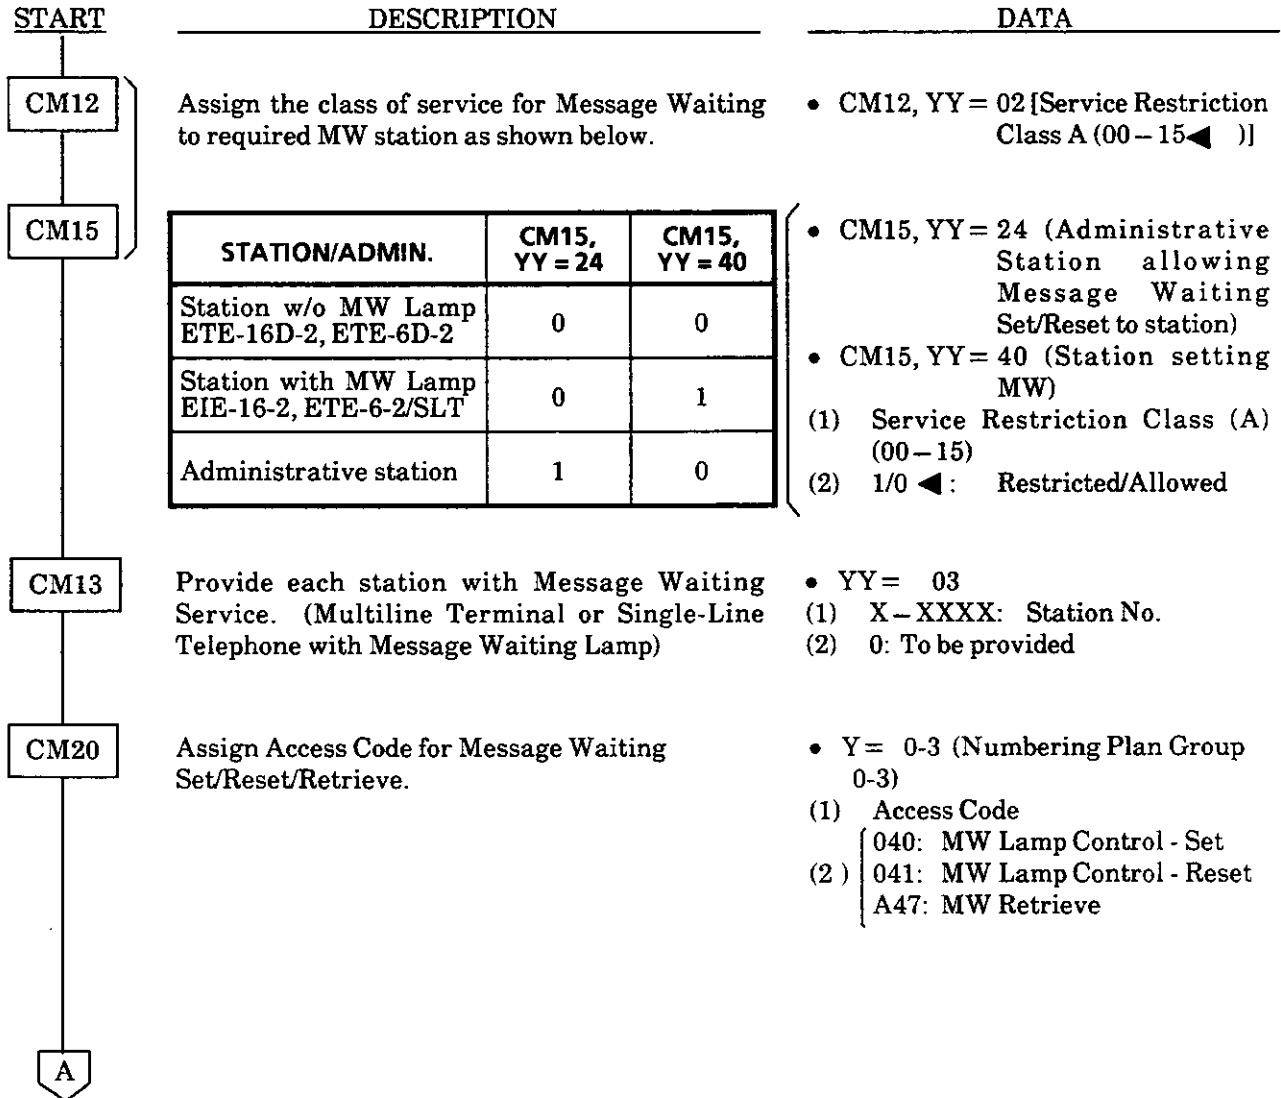 START DESCRIPTION DATA
CM12
Assign the class of service for Message Waiting
to required MW station as shown below.
• CM12, YY = 02 [Service Restriction
Class A (00 – 15◀ )]
CM15
STATION/ADMIN. CM15, YY = 24 CM15, YY = 40
Station w/o MW Lamp
ETE-16D-2, ETE-6D-2 0 0
Station with MW Lamp
EIE-16-2, ETE-6-2/SLT 0 1
Administrative station 1 0
• CM15, YY = 24 (Administrative
Station allowing
Message Waiting
Set/Reset to station)
• CM15, YY = 40 (Station setting
MW)
(1) Service Restriction Class (A)
(00 – 15)
(2) 1/0 ◀ : Restricted/Allowed
CM13
Provide each station with Message Waiting
Service. (Multiline Terminal or Single-Line
Telephone with Message Waiting Lamp)
• YY = 03
(1) X – XXXX: Station No.
(2) 0: To be provided
CM20
Assign Access Code for Message Waiting
Set/Reset/Retrieve.
• Y = 0-3 (Numbering Plan Group
0-3)
(1) Access Code
040: MW Lamp Control - Set
(2 ) 041: MW Lamp Control - Reset
A47: MW Retrieve
A